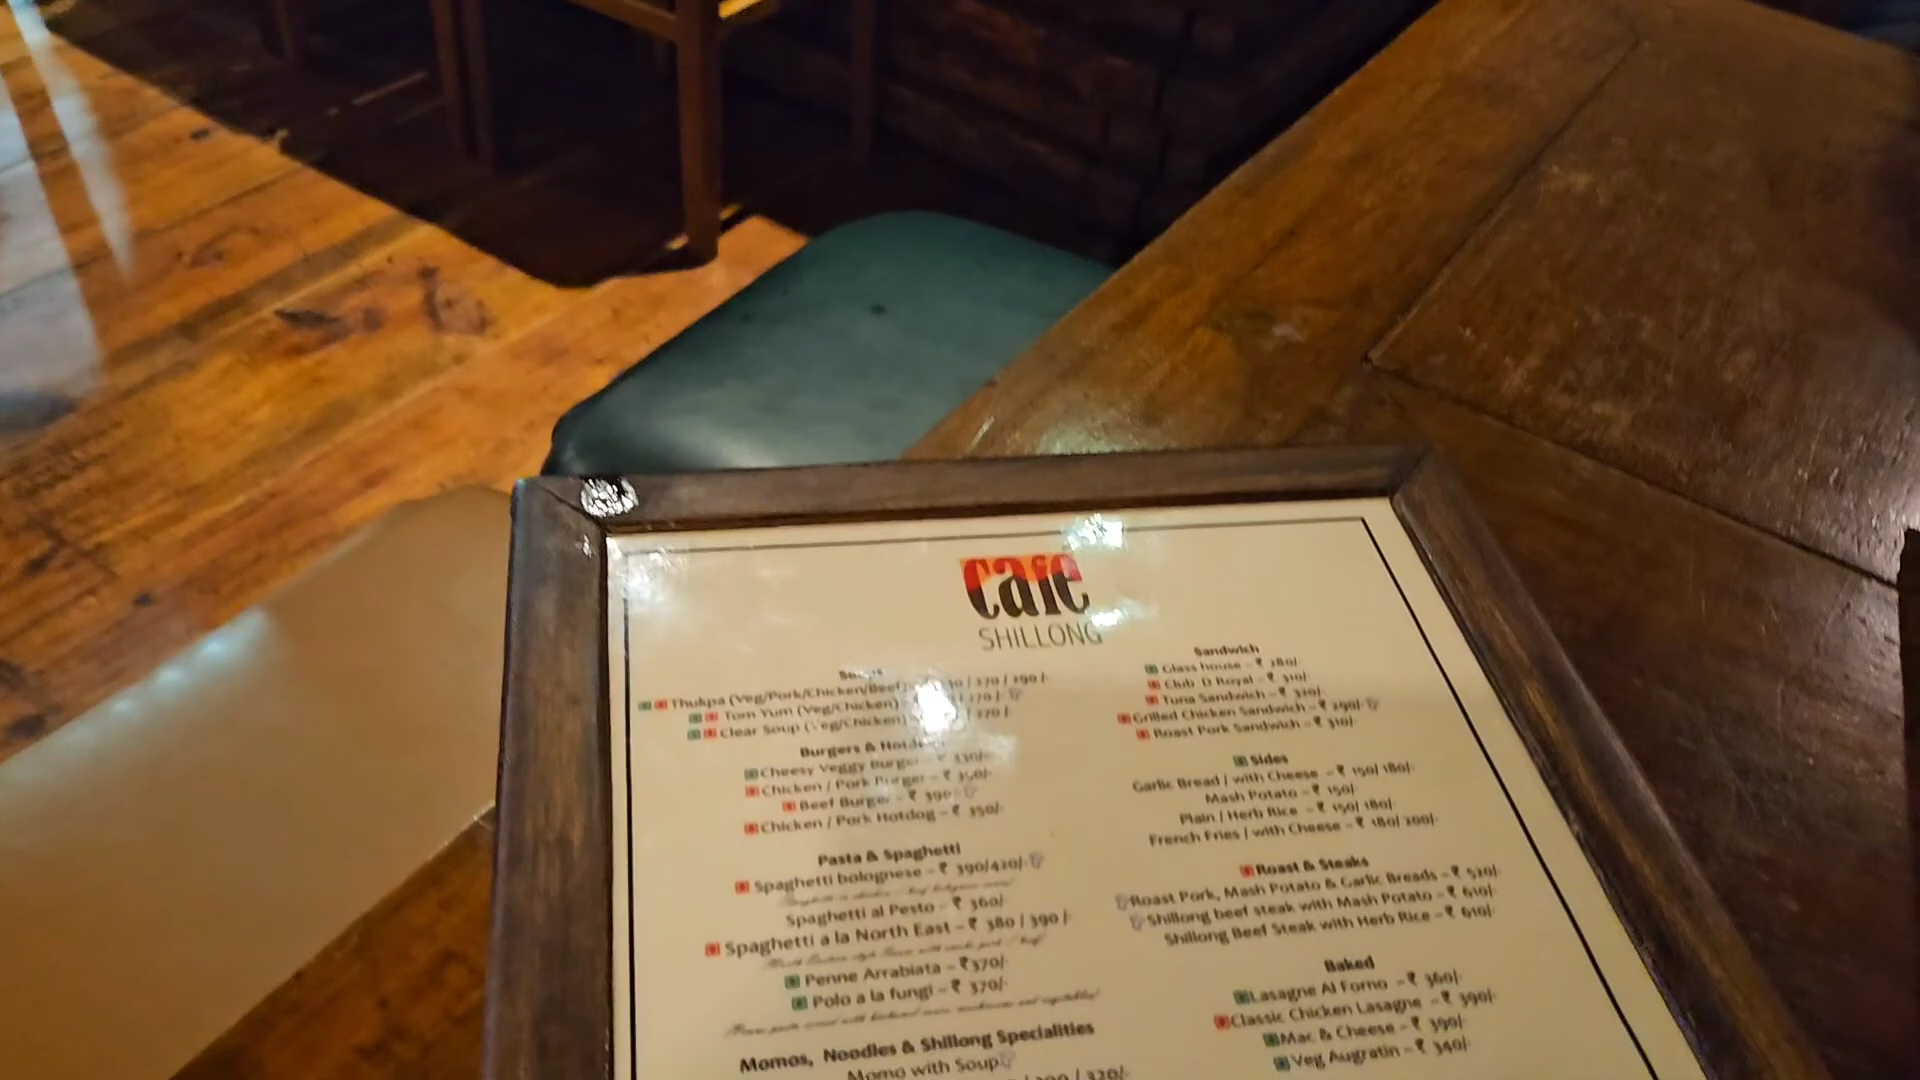 cafe
SHILLONG
Soups
Thukpa (Veg/Pork/Chicken/Beef) / 270 / 290 /-
Tom Yum (Veg/Chicken) / 270 /-
Clear Soup (Veg/Chicken) / 270 /-
Burgers &
Cheesy Veggy Burger - ₹ 330/-
Chicken / Pork Burger - ₹ 350/-
Beef Burger - ₹ 390/-
Chicken / Pork Hotdog - ₹ 350/-
Pasta & Spaghetti
Spaghetti bolognese - ₹ 390/420/-
Spaghetti al Pesto - ₹ 360/-
Spaghetti a la North East - ₹ 380 / 390 /-
Penne Arrabiata - ₹370/-
Polo a la fungi - ₹ 370/-
Momos, Noodles & Shillong Specialities
Momo with Soup
/ 320/-
Sandwich
Glass house - ₹ 280/-
Club D Royal - ₹ 310/-
Tuna Sandwich - ₹ 320/-
Grilled Chicken Sandwich - ₹ 290/-
Roast Pork Sandwich - ₹ 310/-
Sides
Garlic Bread / with Cheese - ₹ 150/ 180/-
Mash Potato - ₹ 150/-
Plain / Herb Rice - ₹ 150/ 180/-
French Fries / with Cheese - ₹ 180/ 200/-
Roast & Steaks
Roast Pork, Mash Potato & Garlic Breads - ₹ 520/-
Shillong beef steak with Mash Potato - ₹ 610/-
Shillong Beef Steak with Herb Rice - ₹ 610/-
Baked
Lasagne Al Forno - ₹ 360/-
Classic Chicken Lasagne - ₹ 390/-
Mac & Cheese - ₹ 390/-
Veg Augratin - ₹ 340/-